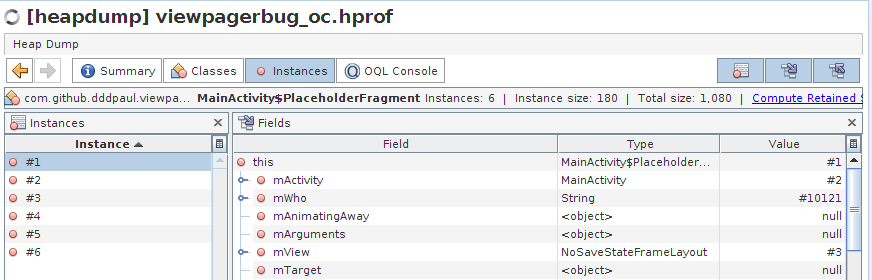 [heapdump] viewpagerbug_oc.hprof
Heap Dump
Summary Classes Instances OQL Console
com.github.dddpaul.viewpa... MainActivity$PlaceholderFragment Instances: 6 | Instance size: 180 | Total size: 1,080 | Compute Retained S
Instances Fields
Instance Field Type Value
#1 this MainActivity$Placeholder... #1
#2 mActivity MainActivity #2
#3 mWho String #10121
#4 mAnimatingAway <object> null
#5 mArguments <object> null
#6 mView NoSaveStateFrameLayout #3
mTarget <object> null